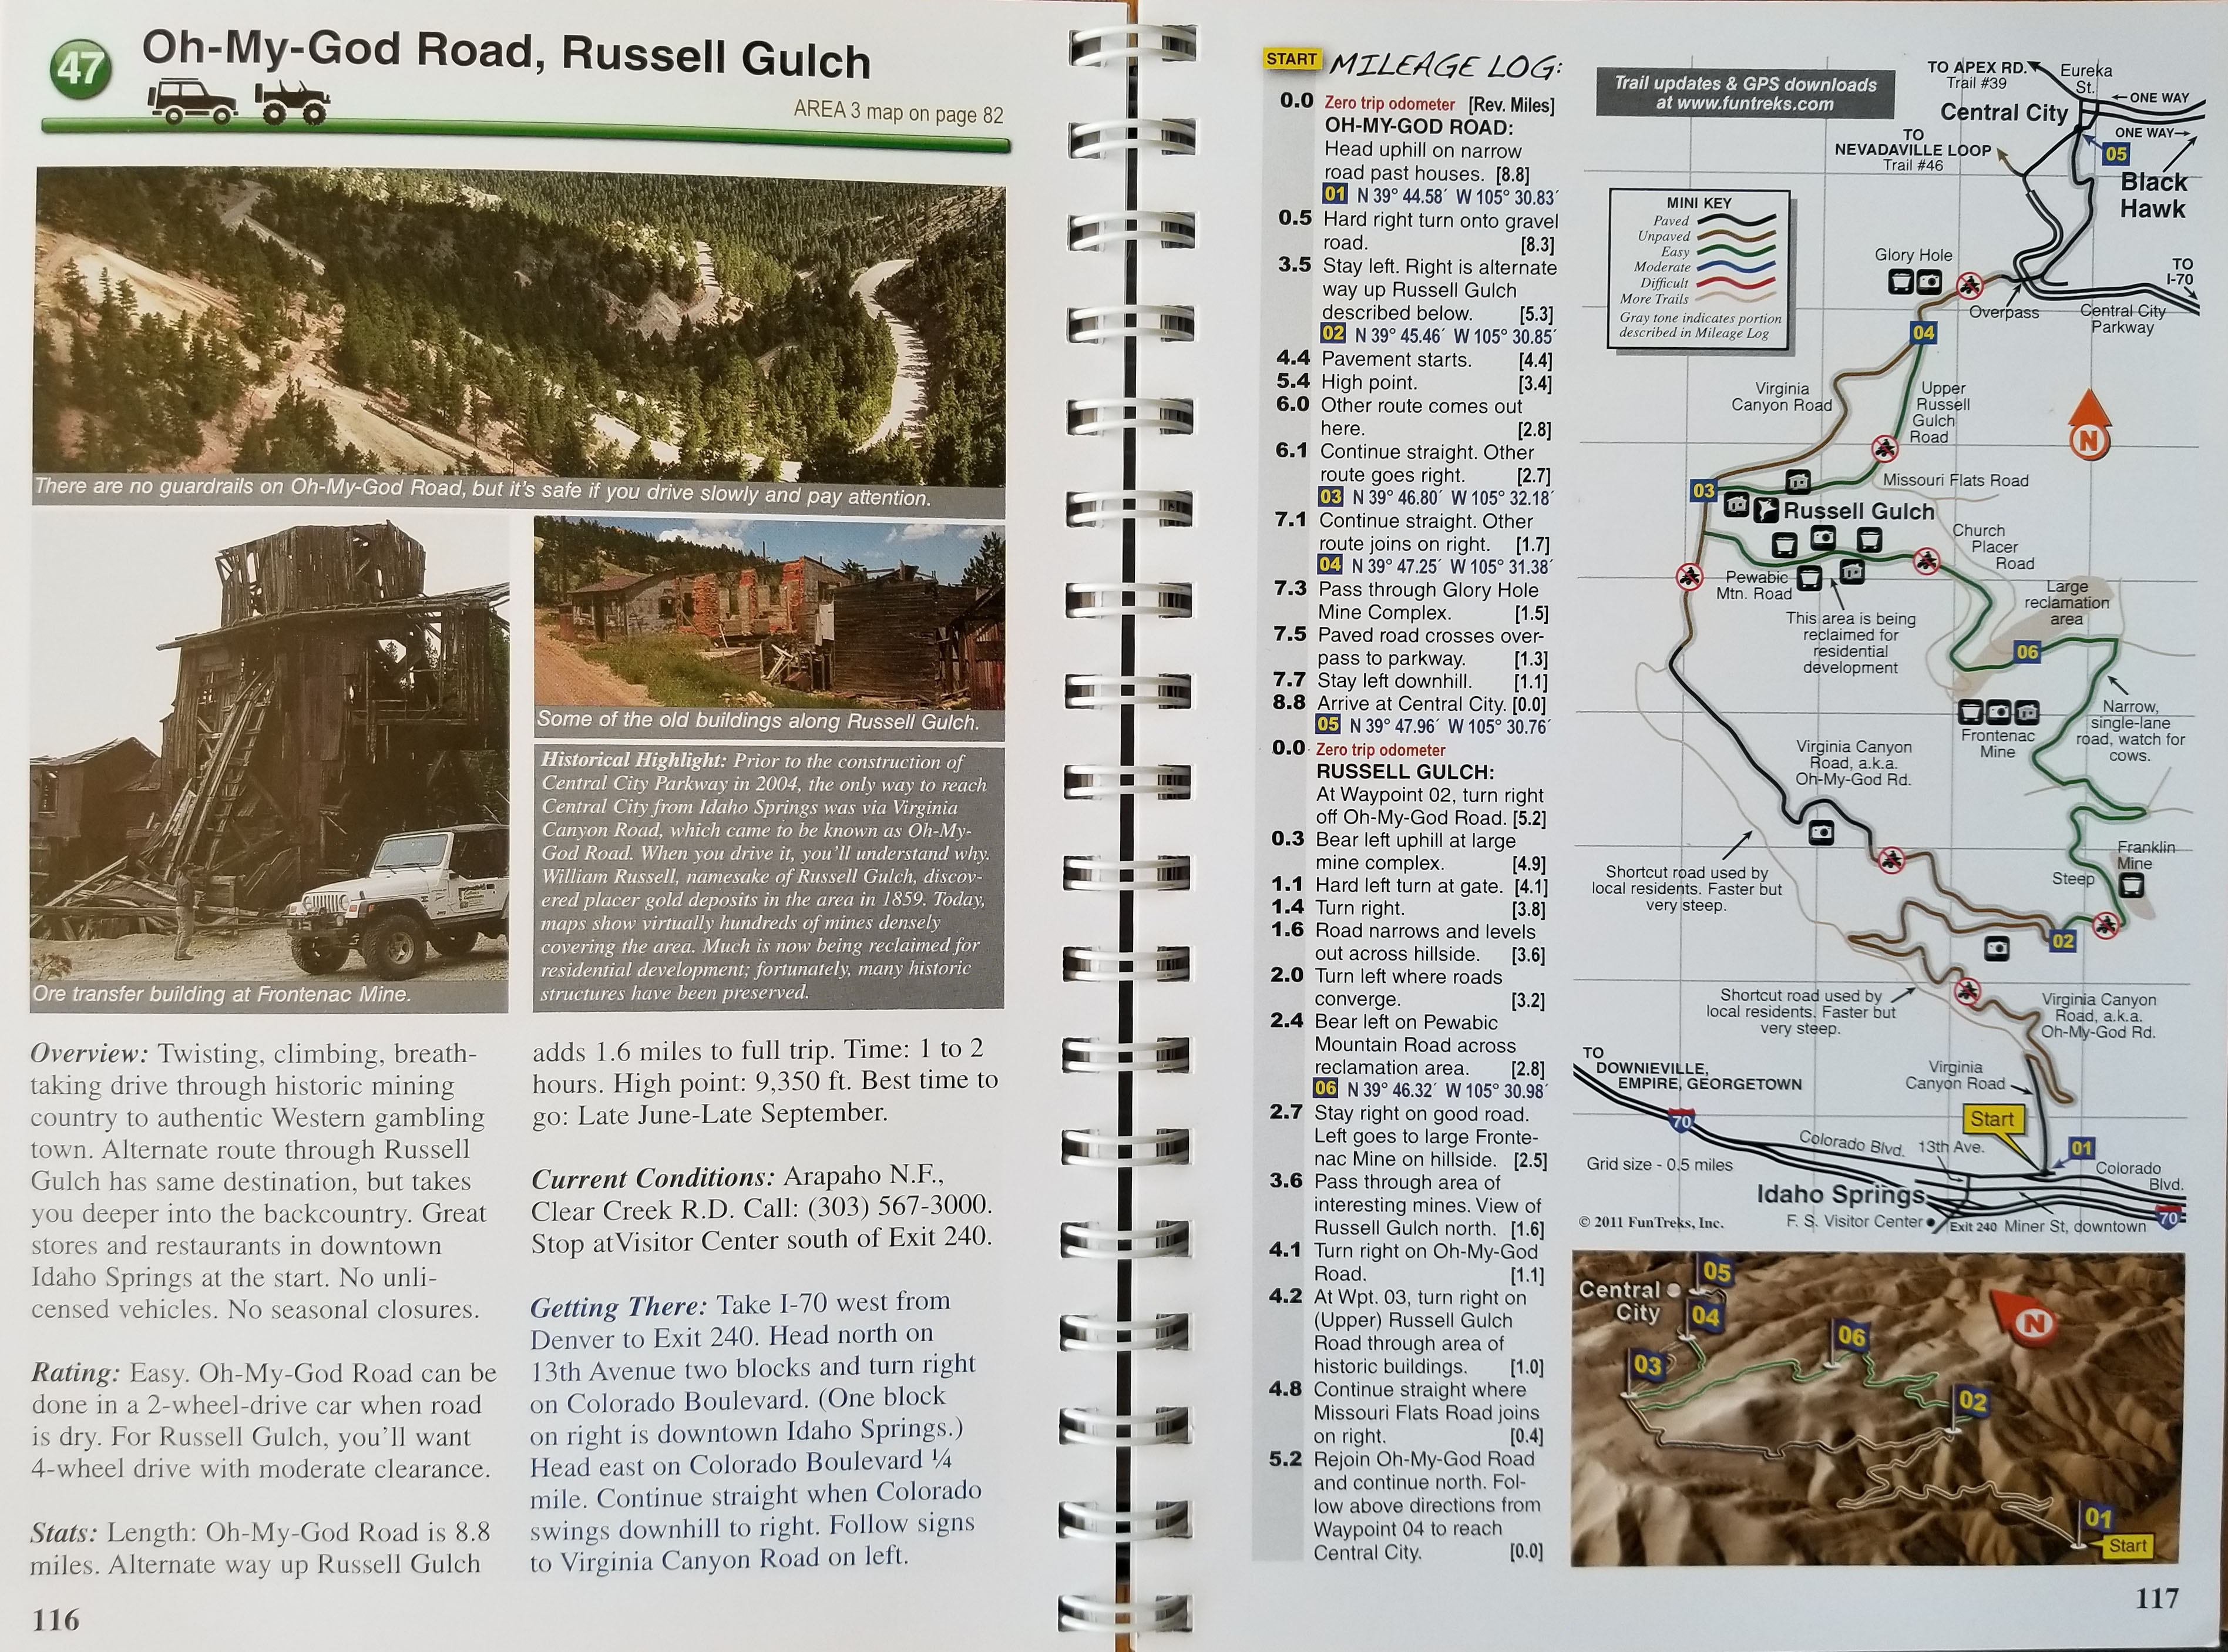 47
Oh-My-God Road, Russell Gulch
AREA 3 map on page 82
There are no guardrails on Oh-My-God Road, but it's safe if you drive slowly and pay attention.
Ore transfer building at Frontenac Mine.
Some of the old buildings along Russell Gulch.
Historical Highlight: Prior to the construction of
Central City Parkway in 2004, the only way to reach
Central City from Idaho Springs was via Virginia
Canyon Road, which came to be known as Oh-My-
God Road. When you drive it, you'll understand why.
William Russell, namesake of Russell Gulch, discov-
ered placer gold deposits in the area in 1859. Today,
maps show virtually hundreds of mines densely
covering the area. Much is now being reclaimed for
residential development; fortunately, many historic
structures have been preserved.
Overview: Twisting, climbing, breath-
taking drive through historic mining
country to authentic Western gambling
town. Alternate route through Russell
Gulch has same destination, but takes
you deeper into the backcountry. Great
stores and restaurants in downtown
Idaho Springs at the start. No unli-
censed vehicles. No seasonal closures.
Rating: Easy. Oh-My-God Road can be
done in a 2-wheel-drive car when road
is dry. For Russell Gulch, you'll want
4-wheel drive with moderate clearance.
Stats: Length: Oh-My-God Road is 8.8
miles. Alternate way up Russell Gulch
adds 1.6 miles to full trip. Time: 1 to 2
hours. High point: 9,350 ft. Best time to
go: Late June-Late September.
Current Conditions: Arapaho N.F.,
Clear Creek R.D. Call: (303) 567-3000.
Stop atVisitor Center south of Exit 240.
Getting There: Take I-70 west from
Denver to Exit 240. Head north on
13th Avenue two blocks and turn right
on Colorado Boulevard. (One block
on right is downtown Idaho Springs.)
Head east on Colorado Boulevard ¼
mile. Continue straight when Colorado
swings downhill to right. Follow signs
to Virginia Canyon Road on left.
116
START MILEAGE LOG:
0.0 Zero trip odometer [Rev. Miles]
OH-MY-GOD ROAD:
Head uphill on narrow
road past houses. [8.8]
01 N 39° 44.58′ W 105° 30.83′
0.5 Hard right turn onto gravel
road. [8.3]
3.5 Stay left. Right is alternate
way up Russell Gulch
described below. [5.3]
02 N 39° 45.46′ W 105° 30.85′
4.4 Pavement starts. [4.4]
5.4 High point. [3.4]
6.0 Other route comes out
here. [2.8]
6.1 Continue straight. Other
route goes right. [2.7]
03 N 39° 46.80′ W 105° 32.18′
7.1 Continue straight. Other
route joins on right. [1.7]
04 N 39° 47.25′ W 105° 31.38′
7.3 Pass through Glory Hole
Mine Complex. [1.5]
7.5 Paved road crosses over-
pass to parkway. [1.3]
7.7 Stay left downhill. [1.1]
8.8 Arrive at Central City. [0.0]
05 N 39° 47.96′ W 105° 30.76′
0.0 Zero trip odometer
RUSSELL GULCH:
At Waypoint 02, turn right
off Oh-My-God Road. [5.2]
0.3 Bear left uphill at large
mine complex. [4.9]
1.1 Hard left turn at gate. [4.1]
1.4 Turn right. [3.8]
1.6 Road narrows and levels
out across hillside. [3.6]
2.0 Turn left where roads
converge. [3.2]
2.4 Bear left on Pewabic
Mountain Road across
reclamation area. [2.8]
06 N 39° 46.32′ W 105° 30.98′
2.7 Stay right on good road.
Left goes to large Fronte-
nac Mine on hillside. [2.5]
3.6 Pass through area of
interesting mines. View of
Russell Gulch north. [1.6]
4.1 Turn right on Oh-My-God
Road. [1.1]
4.2 At Wpt. 03, turn right on
(Upper) Russell Gulch
Road through area of
historic buildings. [1.0]
4.8 Continue straight where
Missouri Flats Road joins
on right. [0.4]
5.2 Rejoin Oh-My-God Road
and continue north. Fol-
low above directions from
Waypoint 04 to reach
Central City. [0.0]
Trail updates & GPS downloads
at www.funtreks.com
TO APEX RD.
Trail #39
Eureka
St.
ONE WAY
Central City
ONE WAY
TO
NEVADAVILLE LOOP
Trail #46
05
Black
Hawk
MINI KEY
Paved
Unpaved
Easy
Moderate
Difficult
More Trails
Gray tone indicates portion
described in Mileage Log
Glory Hole
TO
I-70
Overpass
Central City
Parkway
04
Virginia
Canyon Road
Upper
Russell
Gulch
Road
N
03
Missouri Flats Road
Russell Gulch
Church
Placer
Road
Pewabic
Mtn. Road
Large
reclamation
area
This area is being
reclaimed for
residential
development
06
Frontenac
Mine
Narrow,
single-lane
road, watch for
cows.
Virginia Canyon
Road, a.k.a.
Oh-My-God Rd.
Shortcut road used by
local residents. Faster but
very steep.
Franklin
Mine
Steep
02
Shortcut road used by
local residents. Faster but
very steep.
Virginia Canyon
Road, a.k.a.
Oh-My-God Rd.
TO
DOWNIEVILLE,
EMPIRE, GEORGETOWN
Virginia
Canyon Road
70
Start
Colorado Blvd.
13th Ave.
01
Grid size - 0.5 miles
Colorado
Blvd.
Idaho Springs
© 2011 FunTreks, Inc.
F. S. Visitor Center
Exit 240
Miner St, downtown
70
Central
City
05
04
N
03
06
02
01
Start
117